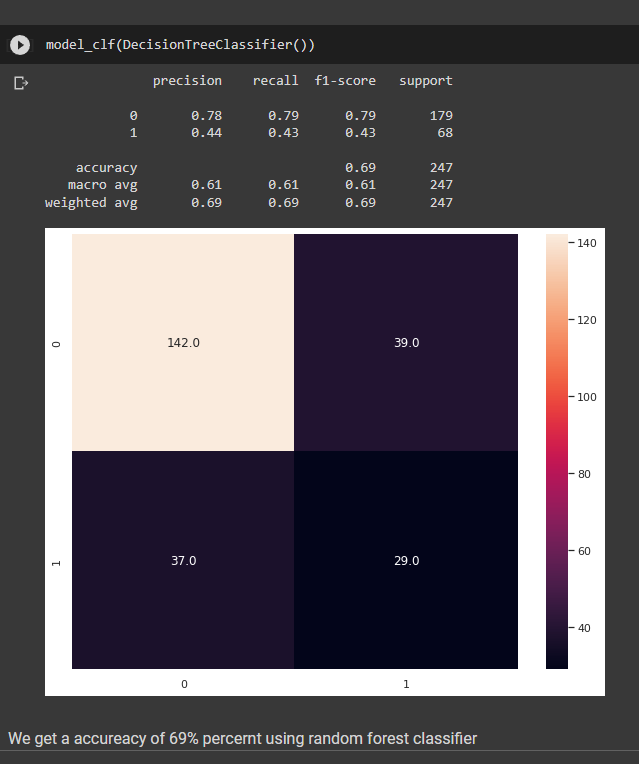 model_clf(DecisionTreeClassifier())
precision recall f1-score support
0 0.78 0.79 0.79 179
1 0.44 0.43 0.43 68
accuracy 0.69 247
macro avg 0.61 0.61 0.61 247
weighted avg 0.69 0.69 0.69 247
140
0 142.0 39.0
120
100
80
1 37.0 29.0
60
40
0 1
We get a accureacy of 69% percernt using random forest classifier